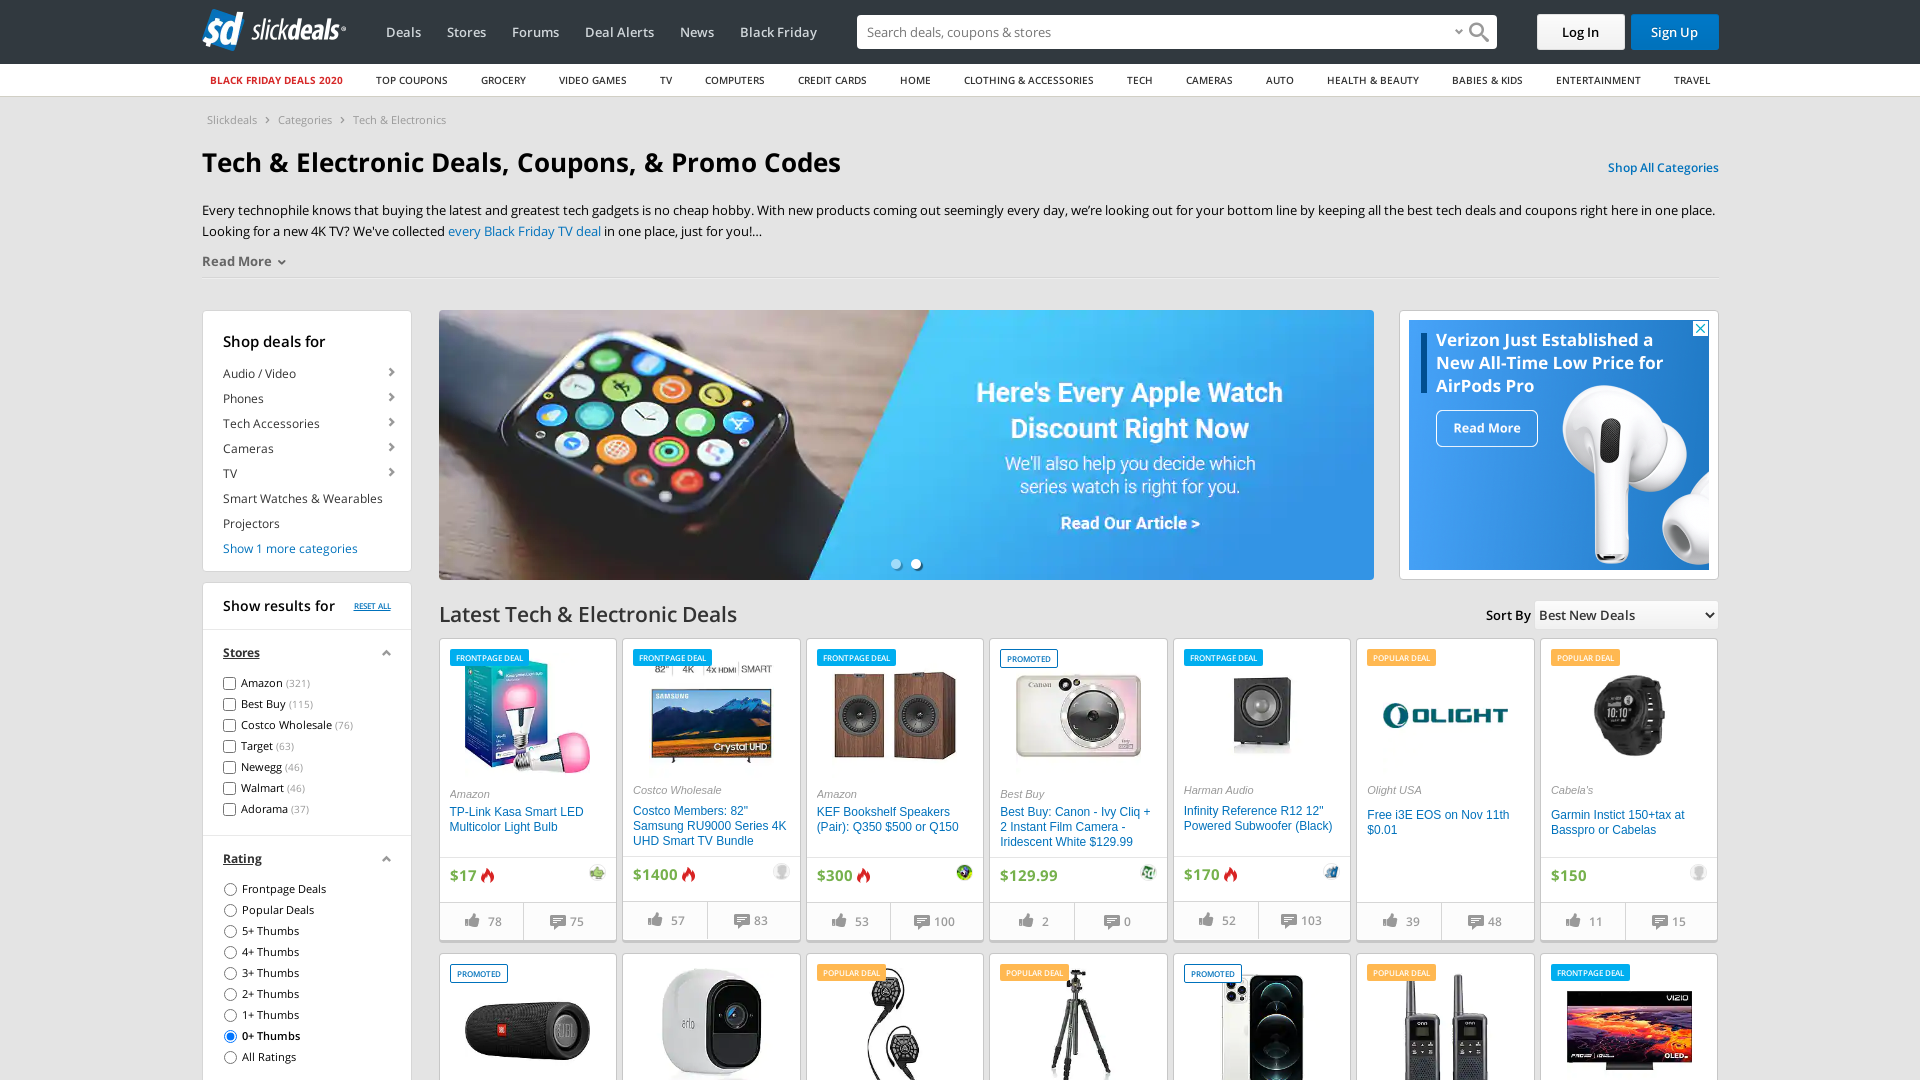 slickdeals
Deals
Stores
Forums
Deal Alerts
News
Black Friday
Search deals, coupons & stores
Log In
Sign Up
BLACK FRIDAY DEALS 2020
TOP COUPONS
GROCERY
VIDEO GAMES
TV
COMPUTERS
CREDIT CARDS
HOME
CLOTHING & ACCESSORIES
TECH
CAMERAS
AUTO
HEALTH & BEAUTY
BABIES & KIDS
ENTERTAINMENT
TRAVEL
Slickdeals > Categories > Tech & Electronics
Tech & Electronic Deals, Coupons, & Promo Codes
Shop All Categories
Every technophile knows that buying the latest and greatest tech gadgets is no cheap hobby. With new products coming out seemingly every day, we’re looking out for your bottom line by keeping all the best tech deals and coupons right here in one place.
Looking for a new 4K TV? We've collected every Black Friday TV deal in one place, just for you!...
Read More
Shop deals for
Audio / Video
Phones
Tech Accessories
Cameras
TV
Smart Watches & Wearables
Projectors
Show 1 more categories
Here's Every Apple Watch
Discount Right Now
We'll also help you decide which
series watch is right for you.
Read Our Article >
Verizon Just Established a
New All-Time Low Price for
AirPods Pro
Read More
Show results for
RESET ALL
Stores
Amazon (321)
Best Buy (115)
Costco Wholesale (76)
Target (63)
Newegg (46)
Walmart (46)
Adorama (37)
Rating
Frontpage Deals
Popular Deals
5+ Thumbs
4+ Thumbs
3+ Thumbs
2+ Thumbs
1+ Thumbs
0+ Thumbs
All Ratings
Latest Tech & Electronic Deals
Sort By
Best New Deals
FRONTPAGE DEAL
Amazon
TP-Link Kasa Smart LED
Multicolor Light Bulb
$17
78
75
FRONTPAGE DEAL
82" 4K 4X HDMI SMART
SAMSUNG
Crystal UHD
Costco Wholesale
Costco Members: 82"
Samsung RU9000 Series 4K
UHD Smart TV Bundle
$1400
57
83
FRONTPAGE DEAL
Amazon
KEF Bookshelf Speakers
(Pair): Q350 $500 or Q150
$300
53
100
PROMOTED
Canon
Best Buy
Best Buy: Canon - Ivy Cliq +
2 Instant Film Camera -
Iridescent White $129.99
$129.99
2
0
FRONTPAGE DEAL
Harman Audio
Infinity Reference R12 12"
Powered Subwoofer (Black)
$170
52
103
POPULAR DEAL
OLIGHT
Olight USA
Free i3E EOS on Nov 11th
$0.01
39
48
POPULAR DEAL
10:10
Cabela's
Garmin Instict 150+tax at
Basspro or Cabelas
$150
11
15
PROMOTED
JBL
arlo
POPULAR DEAL
POPULAR DEAL
PROMOTED
POPULAR DEAL
onn
onn
FRONTPAGE DEAL
VIZIO
OLED